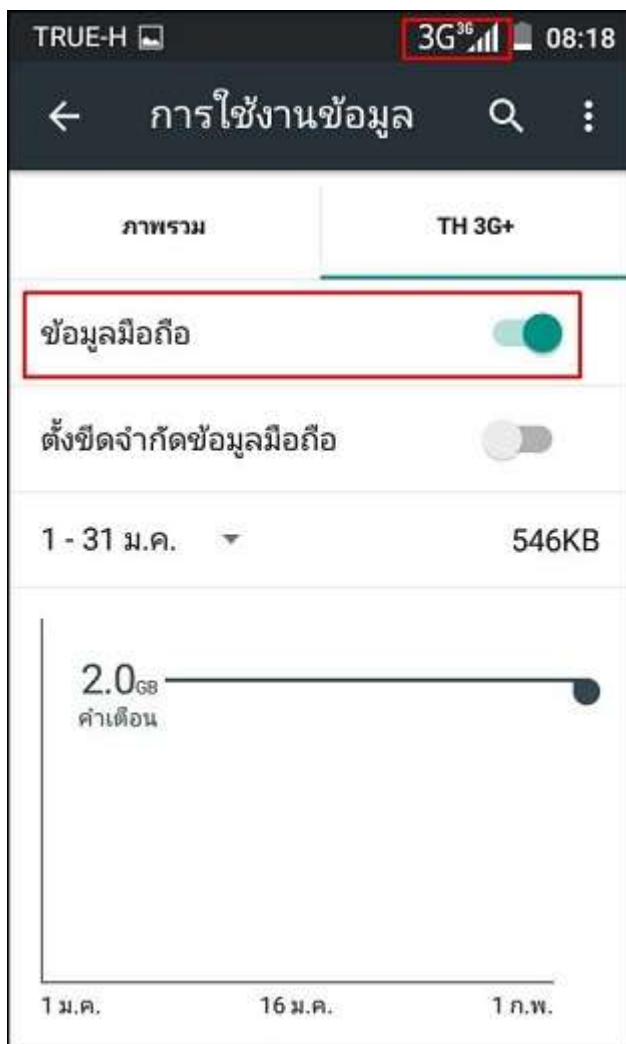 TRUE-H 3G 3G 08:18
การใช้งานข้อมูล
ภาพรวม TH 3G+
ข้อมูลมือถือ
ตั้งขีดจำกัดข้อมูลมือถือ
1 - 31 ม.ค. 546KB
2.0GB
คำเตือน
1 ม.ค. 16 ม.ค. 1 ก.พ.